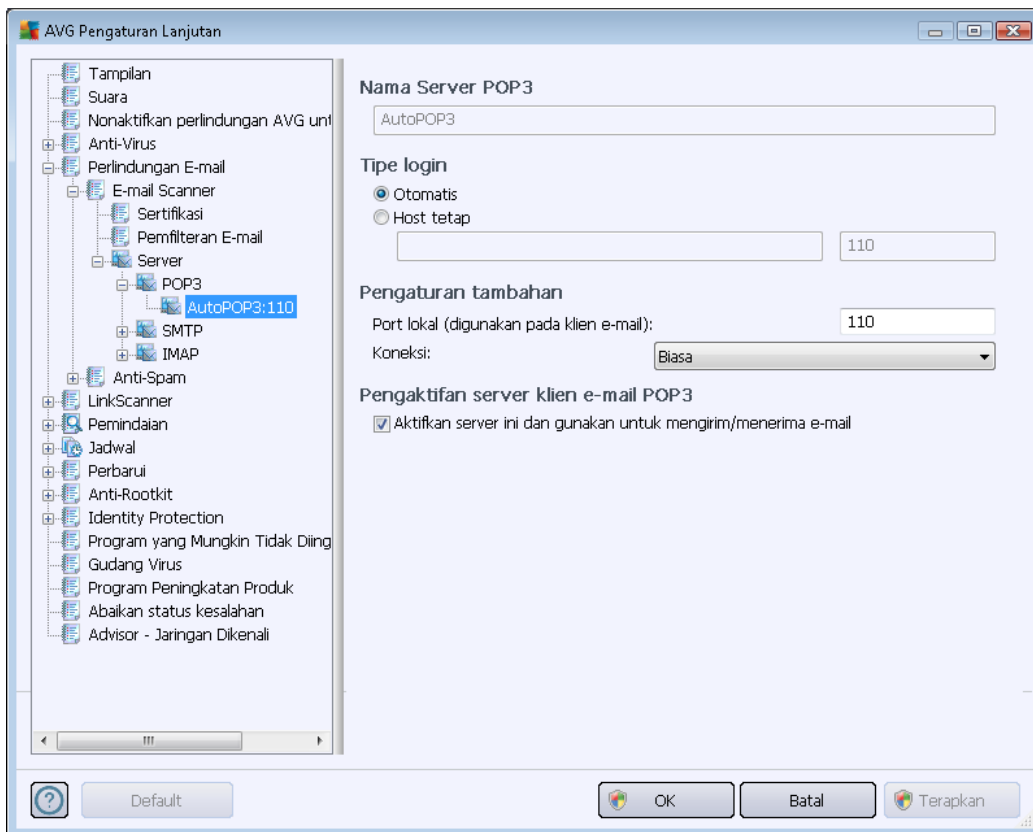 AVG Pengaturan Lanjutan
Tampilan
Suara
Nonaktifkan perlindungan AVG unt
Anti-Virus
Perlindungan E-mail
E-mail Scanner
Sertifikasi
Pemfilteran E-mail
Server
POP3
AutoPOP3:110
SMTP
IMAP
Anti-Spam
LinkScanner
Pemindaian
Jadwal
Perbarui
Anti-Rootkit
Identity Protection
Program yang Mungkin Tidak Diing
Gudang Virus
Program Peningkatan Produk
Abaikan status kesalahan
Advisor - Jaringan Dikenali
Nama Server POP3
AutoPOP3
Tipe login
Otomatis
Host tetap
110
Pengaturan tambahan
Port lokal (digunakan pada klien e-mail): 110
Koneksi: Biasa
Pengaktifan server klien e-mail POP3
Aktifkan server ini dan gunakan untuk mengirim/menerima e-mail
? Default OK Batal Terapkan